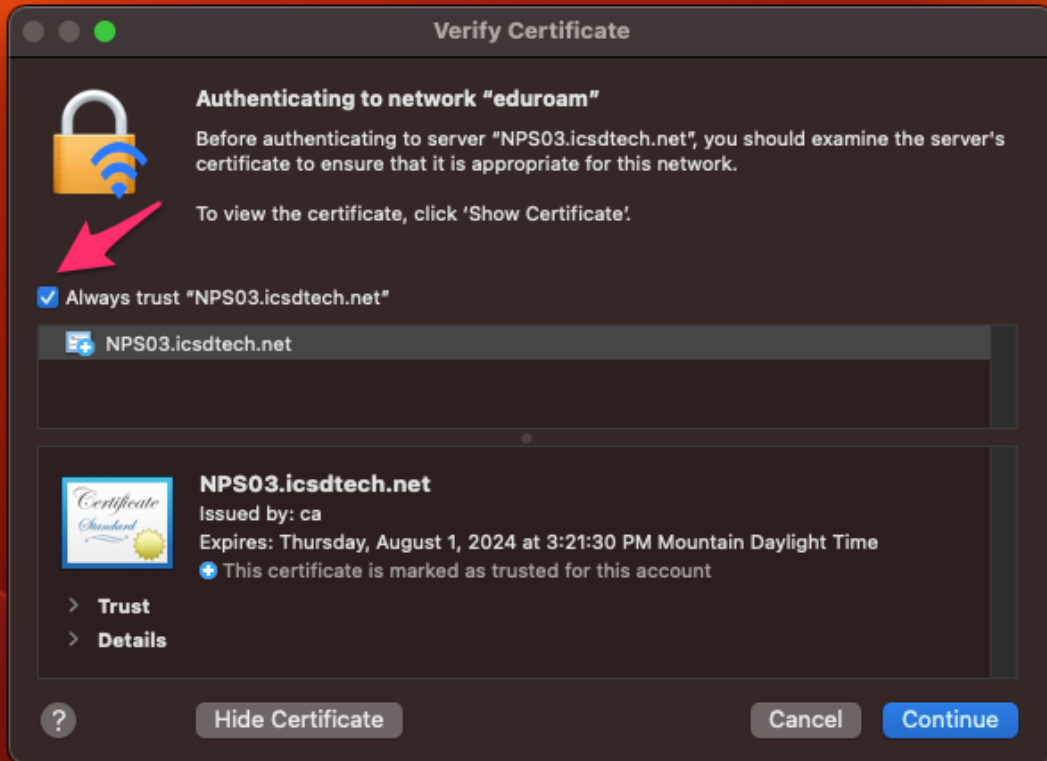 Verify Certificate
Authenticating to network “eduroam”
Before authenticating to server “NPS03.icsdtech.net”, you should examine the server's
certificate to ensure that it is appropriate for this network.
To view the certificate, click ‘Show Certificate’.
Always trust “NPS03.icsdtech.net”
NPS03.icsdtech.net
Certificate
Standard
NPS03.icsdtech.net
Issued by: ca
Expires: Thursday, August 1, 2024 at 3:21:30 PM Mountain Daylight Time
This certificate is marked as trusted for this account
Trust
Details
?
Hide Certificate
Cancel
Continue